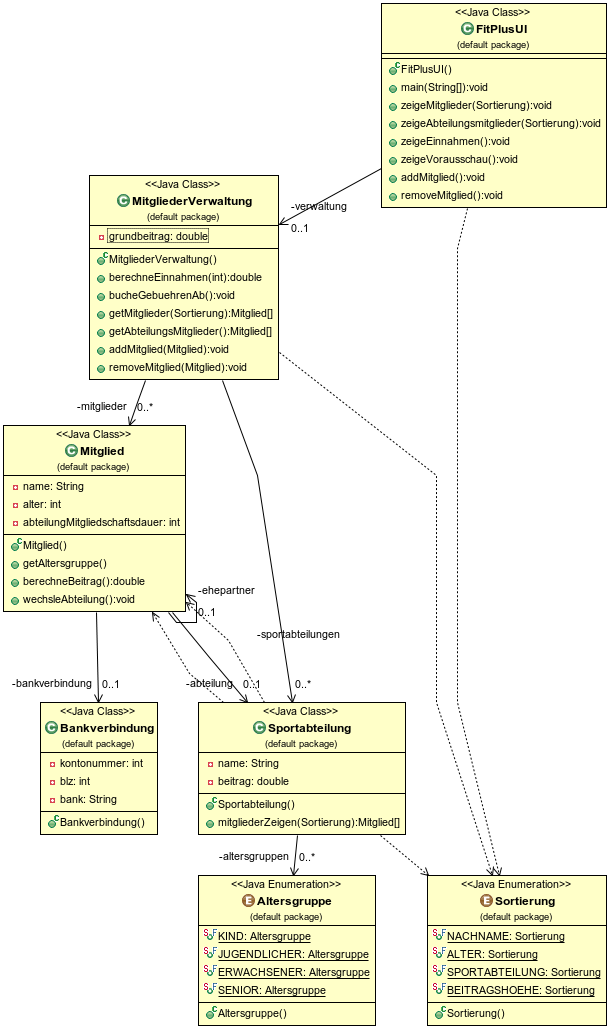 <<Java Class>>
FitPlusUI
(default package)
FitPlusUI()
main(String[]):void
zeigeMitglieder(Sortierung):void
zeigeAbteilungsmitglieder(Sortierung):void
zeigeEinnahmen():void
zeigeVorausschau():void
addMitglied():void
removeMitglied():void
-verwaltung
0..1
<<Java Class>>
MitgliederVerwaltung
(default package)
grundbeitrag: double
MitgliederVerwaltung()
berechneEinnahmen(int):double
bucheGebuehrenAb():void
getMitglieder(Sortierung):Mitglied[]
getAbteilungsMitglieder():Mitglied[]
addMitglied(Mitglied):void
removeMitglied(Mitglied):void
-mitglieder
0..*
<<Java Class>>
Mitglied
(default package)
name: String
alter: int
abteilungMitgliedschaftsdauer: int
Mitglied()
getAltersgruppe()
berechneBeitrag():double
wechsleAbteilung():void
-ehepartner
0..1
-sportabteilungen
0..*
-bankverbindung
0..1
-abteilung
0..1
<<Java Class>>
Bankverbindung
(default package)
kontonummer: int
blz: int
bank: String
Bankverbindung()
<<Java Class>>
Sportabteilung
(default package)
name: String
beitrag: double
Sportabteilung()
mitgliederZeigen(Sortierung):Mitglied[]
-altersgruppen
0..*
<<Java Enumeration>>
Altersgruppe
(default package)
KIND: Altersgruppe
JUGENDLICHER: Altersgruppe
ERWACHSENER: Altersgruppe
SENIOR: Altersgruppe
Altersgruppe()
<<Java Enumeration>>
Sortierung
(default package)
NACHNAME: Sortierung
ALTER: Sortierung
SPORTABTEILUNG: Sortierung
BEITRAGSHOEHE: Sortierung
Sortierung()